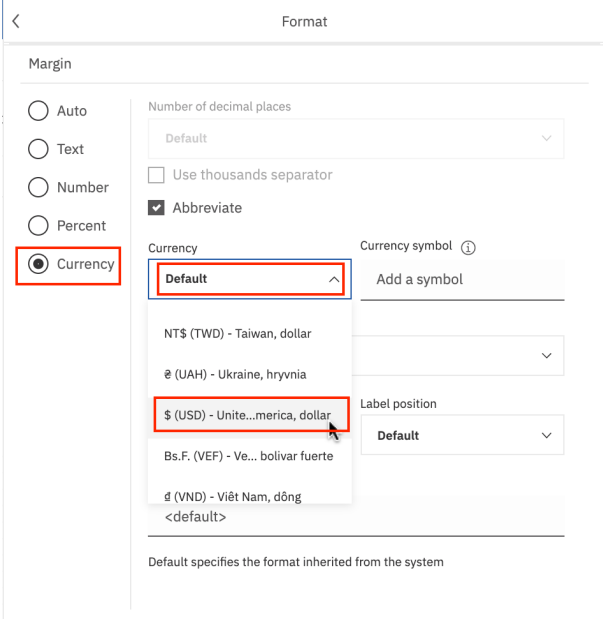 Format
Margin
Auto
Text
Number
Percent
Currency
Number of decimal places
Default
Use thousands separator
Abbreviate
Currency
Currency symbol
Default
Add a symbol
NT$ (TWD) - Taiwan, dollar
₴ (UAH) - Ukraine, hryvnia
$ (USD) - Unite...merica, dollar
Bs.F. (VEF) - Ve... bolivar fuerte
₫ (VND) - Viêt Nam, dông
Label position
Default
<default>
Default specifies the format inherited from the system